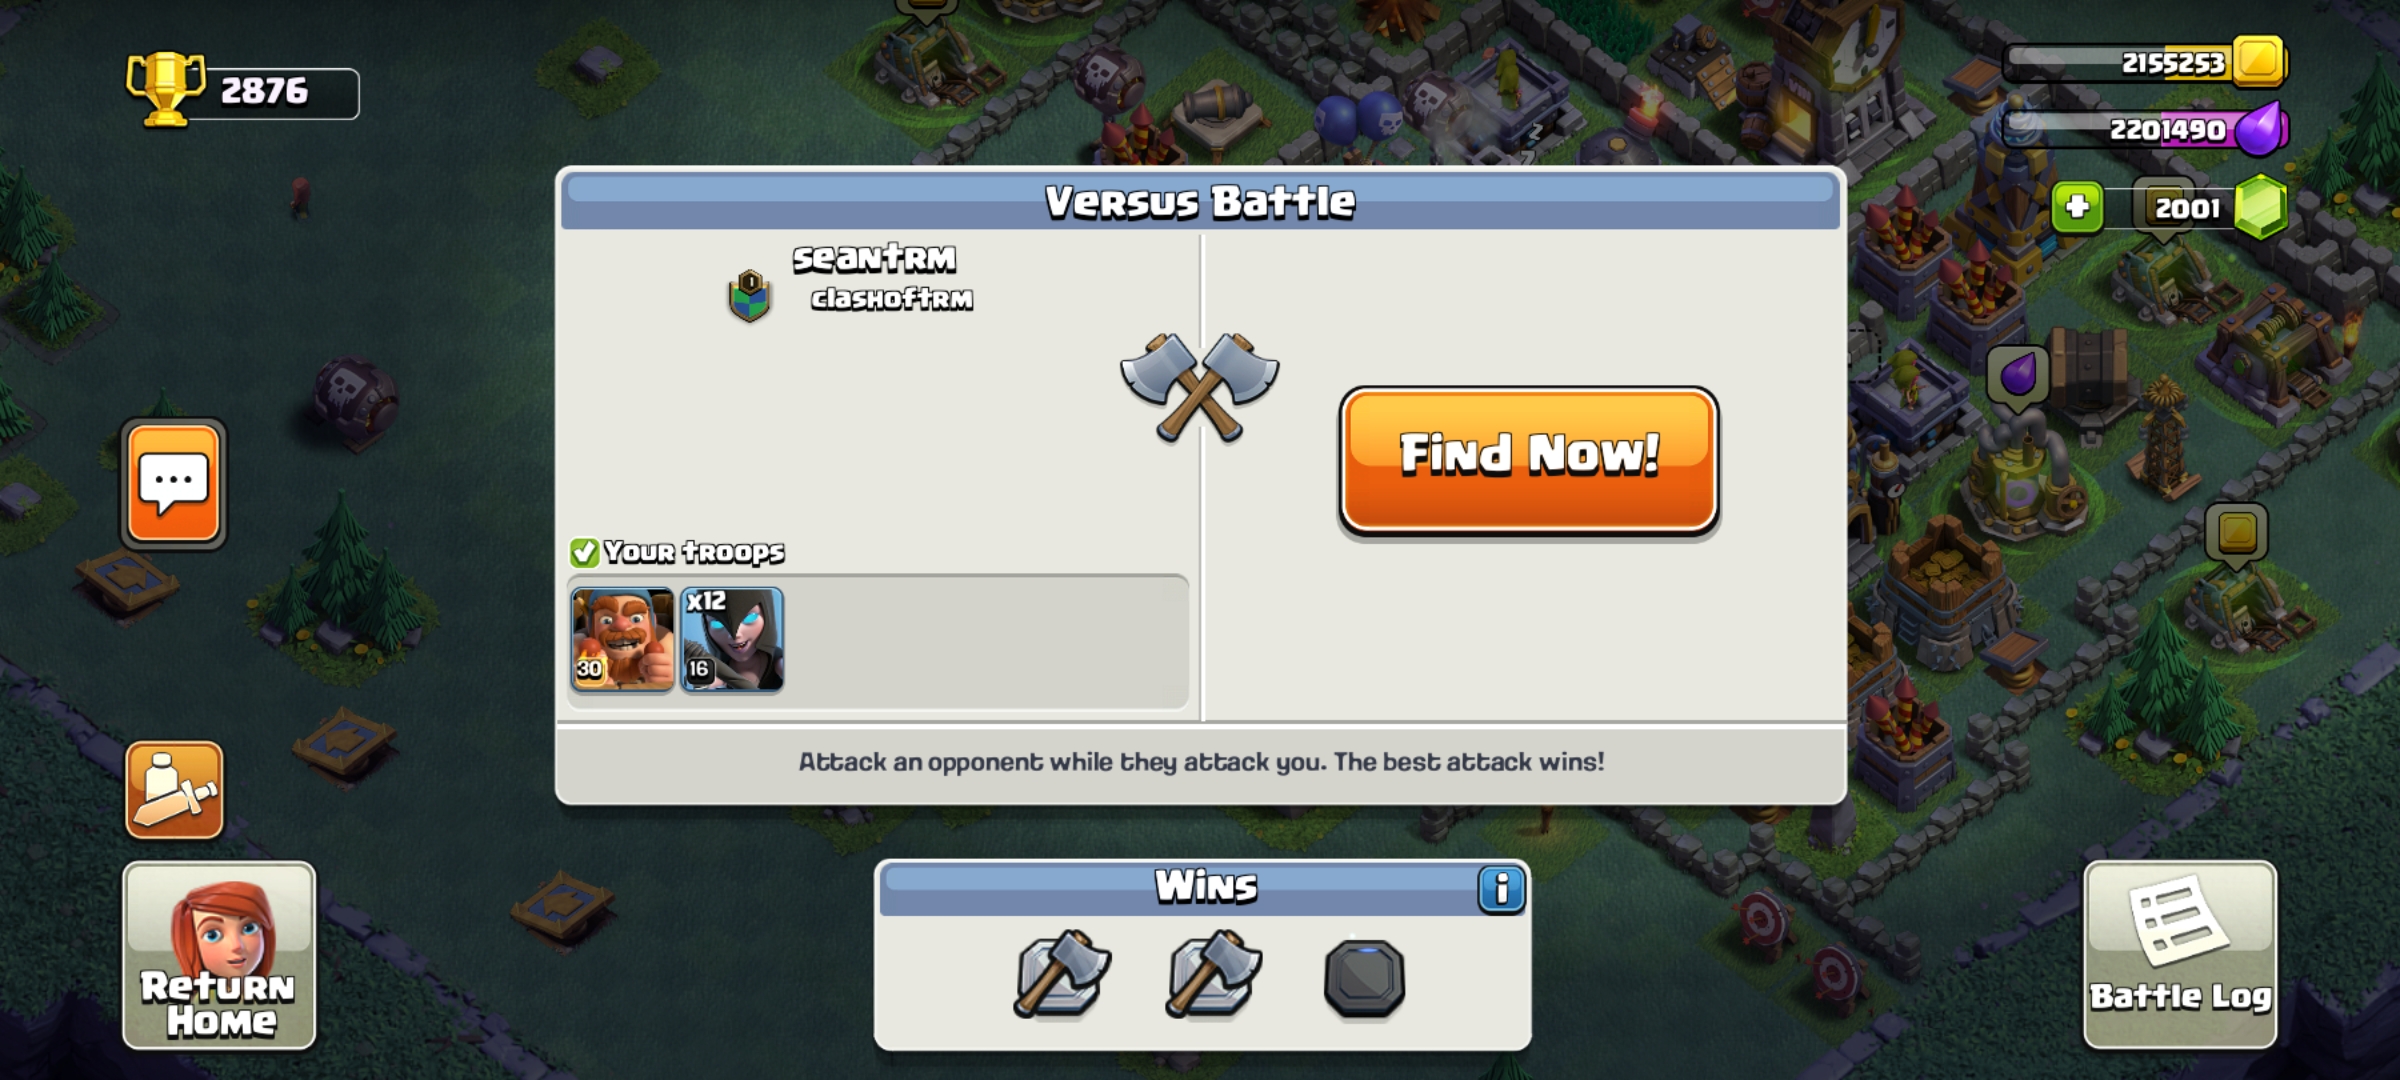 2876
2155253
2201490
2001
Versus Battle
seantrm
1
clashoftrm
Find Now!
Your troops
30
x12
16
Attack an opponent while they attack you. The best attack wins!
Wins
i
Return
Home
Battle Log